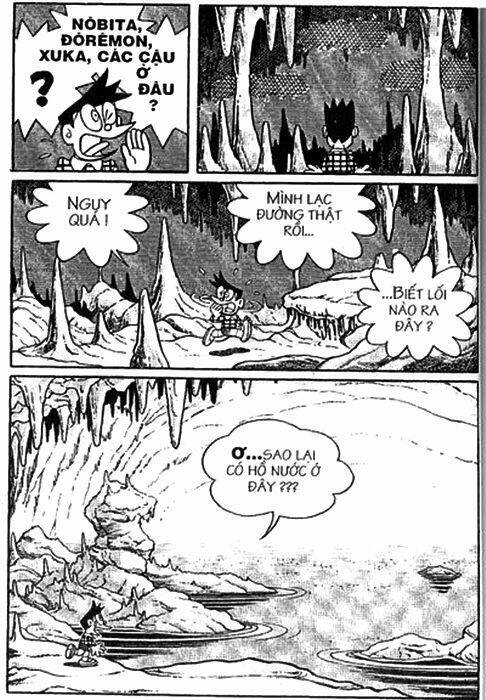 NÔBITA,
ĐÔRÊMON,
XUKA, CÁC CẬU
Ở
ĐÂU
?
?
NGUY
QUÁ !
MÌNH LẠC
ĐƯỜNG THẬT
RỒI...
...BIẾT LỐI
NÀO RA
ĐÂY ?
Ơ...SAO LẠI
CÓ HỒ NƯỚC Ở
ĐÂY ???